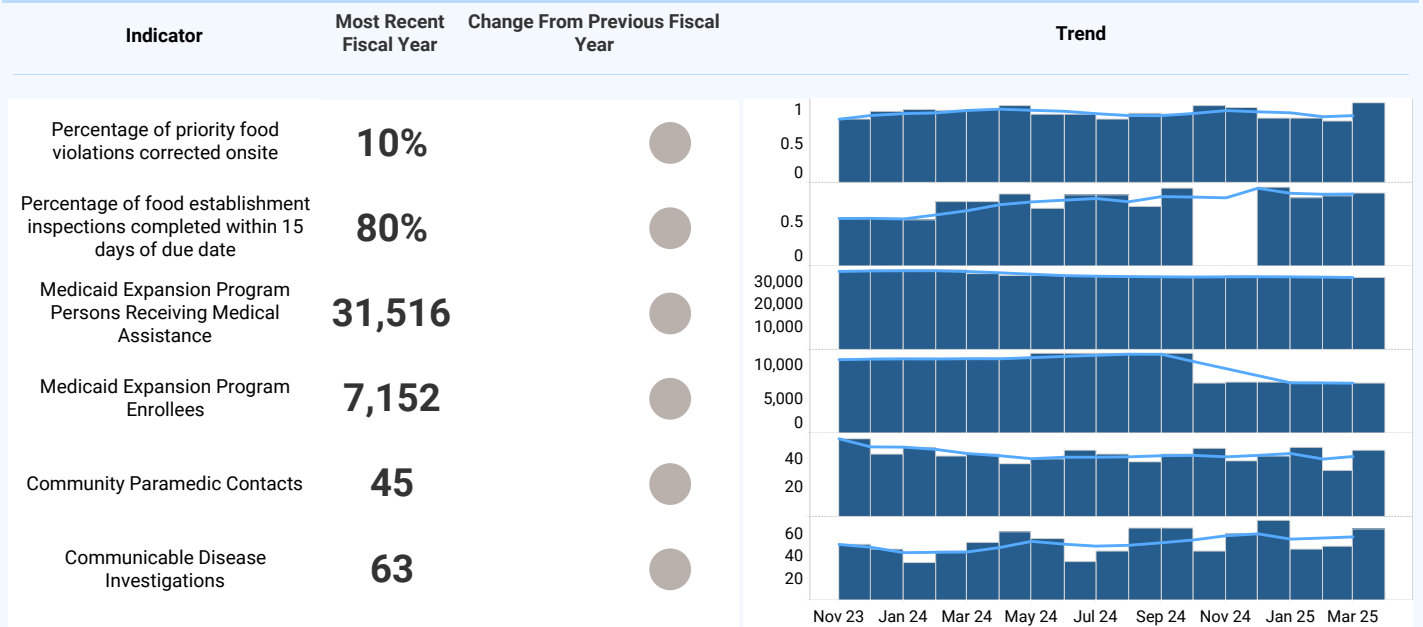 Indicator
Most Recent
Fiscal Year
Change From Previous Fiscal
Year
Trend
Percentage of priority food
violations corrected onsite
10%
1
0.5
0
Percentage of food establishment
inspections completed within 15
days of due date
80%
0.5
0
Medicaid Expansion Program
Persons Receiving Medical
Assistance
31,516
30,000
20,000
10,000
Medicaid Expansion Program
Enrollees
7,152
10,000
5,000
0
Community Paramedic Contacts
45
40
20
Communicable Disease
Investigations
63
60
40
20
Nov 23 Jan 24 Mar 24 May 24 Jul 24 Sep 24 Nov 24 Jan 25 Mar 25